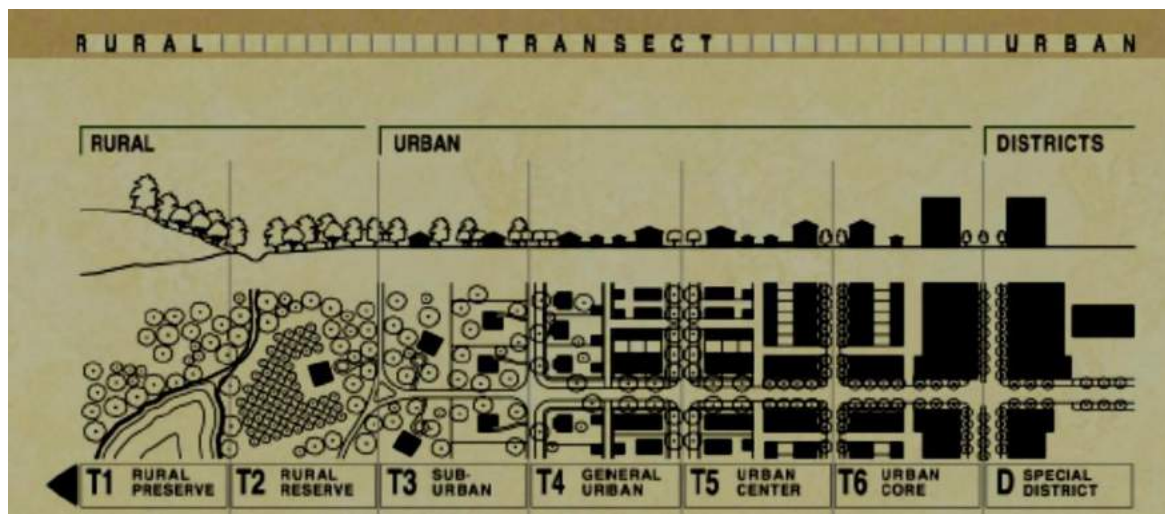 RURAL TRANSECT URBAN
RURAL URBAN DISTRICTS
T1 RURAL PRESERVE T2 RURAL RESERVE T3 SUB-URBAN T4 GENERAL URBAN T5 URBAN CENTER T6 URBAN CORE D SPECIAL DISTRICT